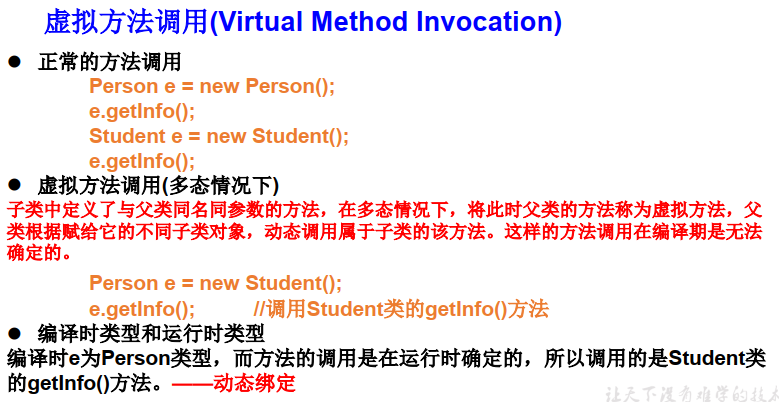 虚拟方法调用(Virtual Method Invocation)
● 正常的方法调用
Person e = new Person();
e.getInfo();
Student e = new Student();
e.getInfo();
● 虚拟方法调用(多态情况下)
子类中定义了与父类同名同参数的方法，在多态情况下，将此时父类的方法称为虚拟方法，父
类根据赋给它的不同子类对象，动态调用属于子类的该方法。这样的方法调用在编译期是无法
确定的。
Person e = new Student();
e.getInfo(); //调用Student类的getInfo()方法
● 编译时类型和运行时类型
编译时e为Person类型，而方法的调用是在运行时确定的，所以调用的是Student类
的getInfo()方法。——动态绑定
让天下没有难学的技术